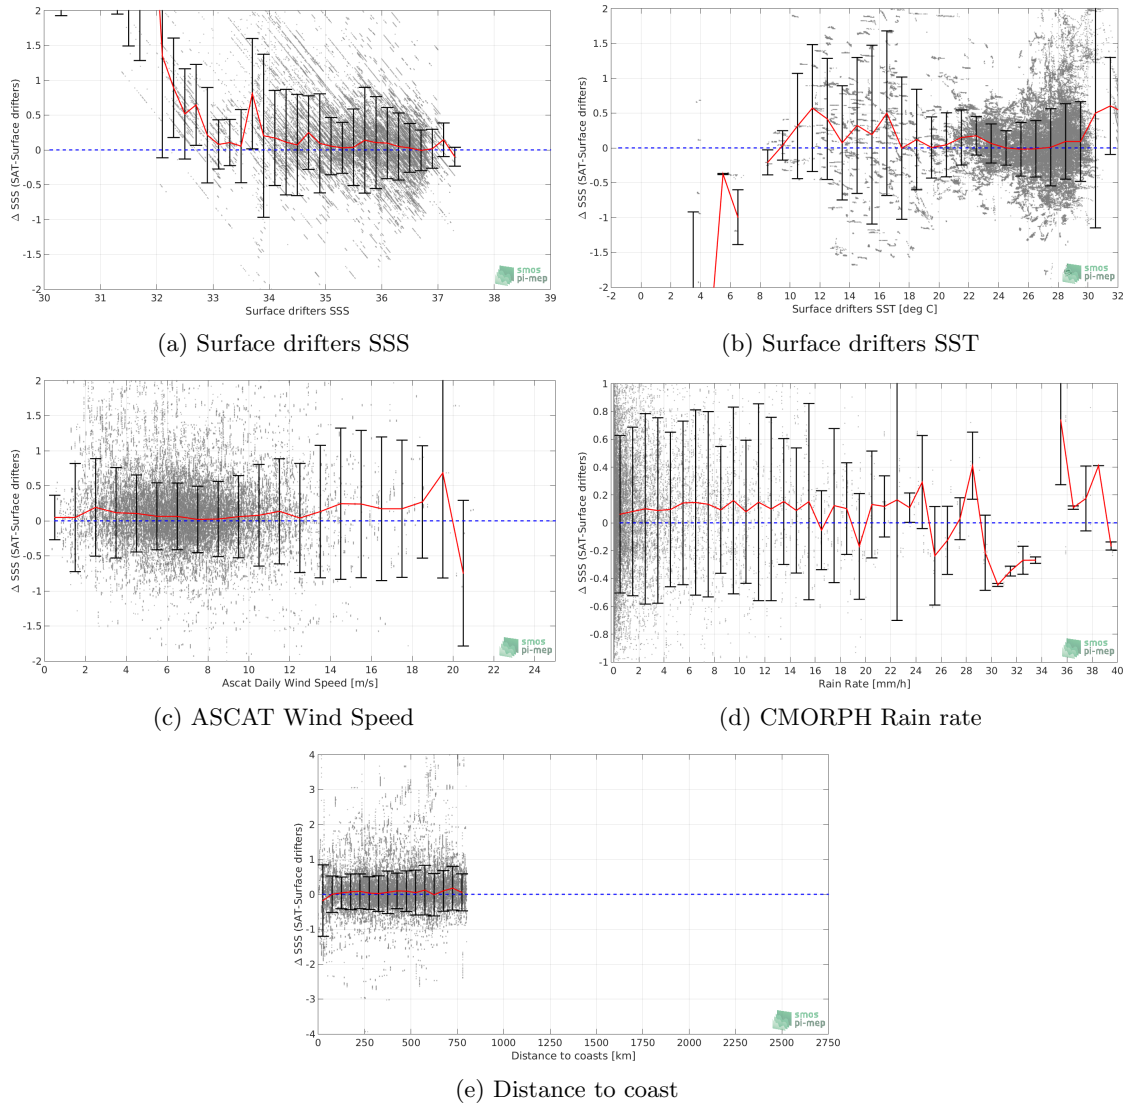 2
1.5
1
0.5
0
-0.5
-1
-1.5
-2
Δ SSS (SAT-Surface drifters)
30 31 32 33 34 35 36 37 38 39
Surface drifters SSS
smos
pi-mep
(a) Surface drifters SSS
2
1.5
1
0.5
0
-0.5
-1
-1.5
-2
Δ SSS (SAT-Surface drifters)
-2 0 2 4 6 8 10 12 14 16 18 20 22 24 26 28 30 32
Surface drifters SST [deg C]
smos
pi-mep
(b) Surface drifters SST
2
1.5
1
0.5
0
-0.5
-1
-1.5
-2
Δ SSS (SAT-Surface drifters)
0 2 4 6 8 10 12 14 16 18 20 22 24
Ascat Daily Wind Speed [m/s]
smos
pi-mep
(c) ASCAT Wind Speed
1
0.8
0.6
0.4
0.2
0
-0.2
-0.4
-0.6
-0.8
-1
Δ SSS (SAT-Surface drifters)
0 2 4 6 8 10 12 14 16 18 20 22 24 26 28 30 32 34 36 38 40
Rain Rate [mm/h]
smos
pi-mep
(d) CMORPH Rain rate
4
3
2
1
0
-1
-2
-3
-4
Δ SSS (SAT-Surface drifters)
0 250 500 750 1000 1250 1500 1750 2000 2250 2500 2750
Distance to coasts [km]
smos
pi-mep
(e) Distance to coast